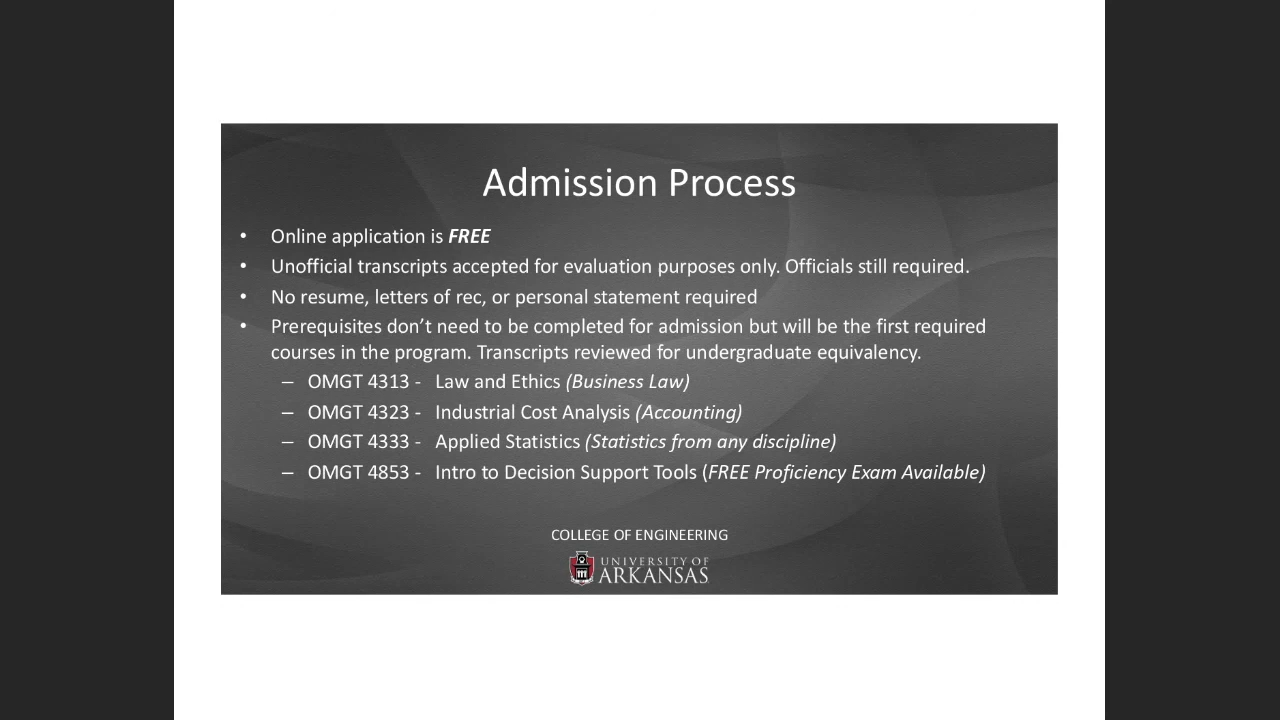 Admission Process
• Online application is FREE
• Unofficial transcripts accepted for evaluation purposes only. Officials still required.
• No resume, letters of rec, or personal statement required
• Prerequisites don’t need to be completed for admission but will be the first required
courses in the program. Transcripts reviewed for undergraduate equivalency.
– OMGT 4313 - Law and Ethics (Business Law)
– OMGT 4323 - Industrial Cost Analysis (Accounting)
– OMGT 4333 - Applied Statistics (Statistics from any discipline)
– OMGT 4853 - Intro to Decision Support Tools (FREE Proficiency Exam Available)
COLLEGE OF ENGINEERING
UNIVERSITY OF
ARKANSAS